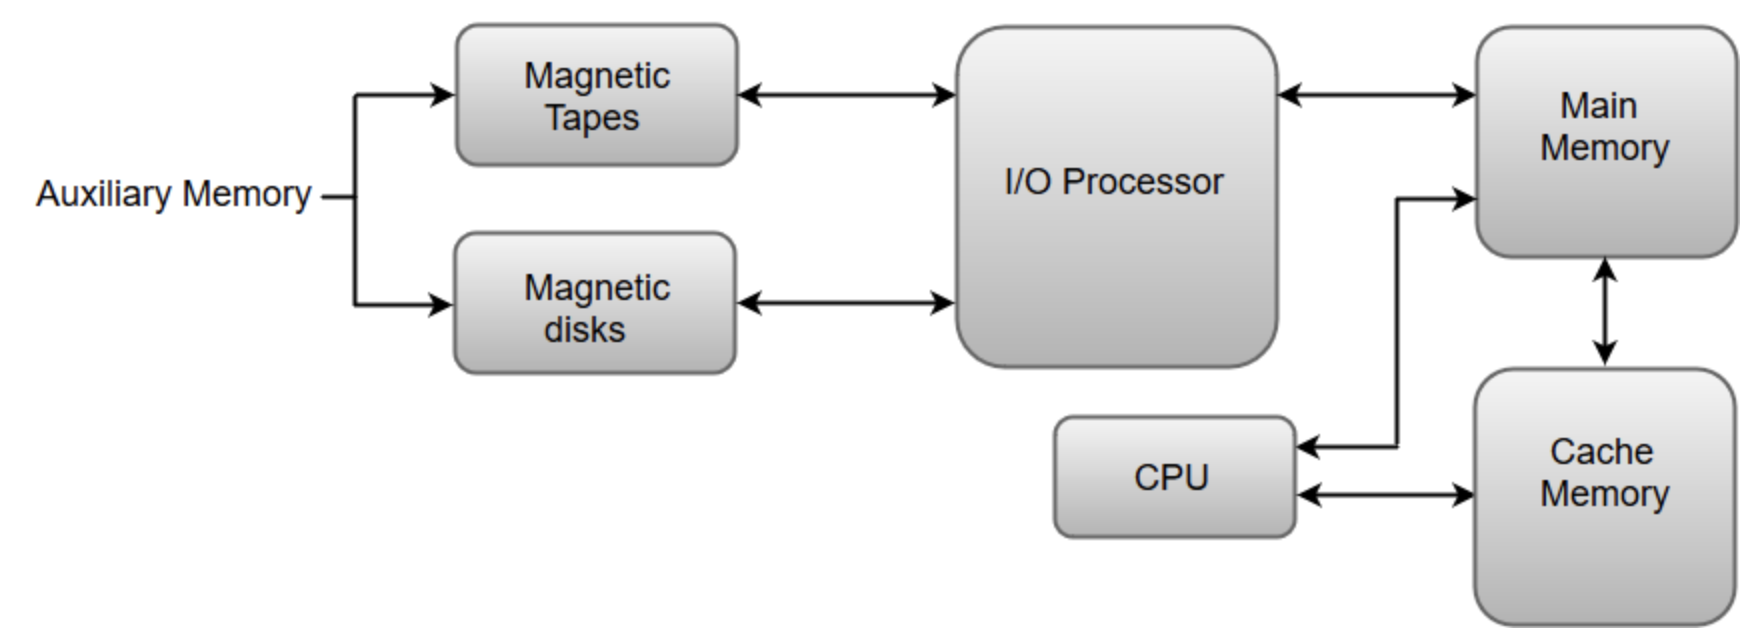 Auxiliary Memory
Magnetic
Tapes
Magnetic
disks
I/O Processor
CPU
Main
Memory
Cache
Memory